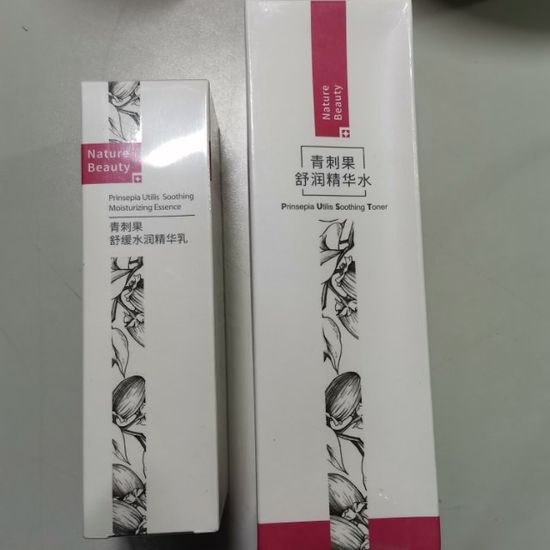 Nature
Beauty
Prinsepia Utilis Soothing
Moisturizing Essence
青刺果
舒缓水润精华乳
Nature
Beauty
青刺果
舒润精华水
Prinsepia Utilis Soothing Toner